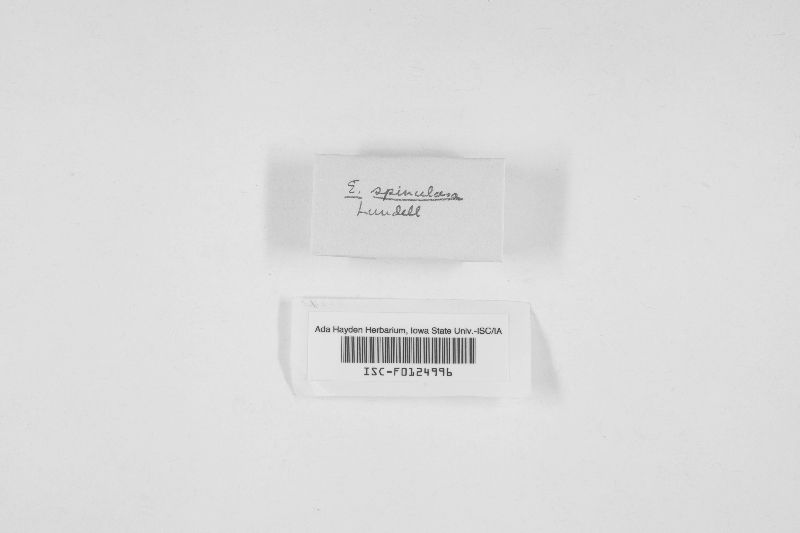 E. spinulosa
Lundell
Ada Hayden Herbarium, Iowa State Univ.-ISC/IA
ISC-F0124996